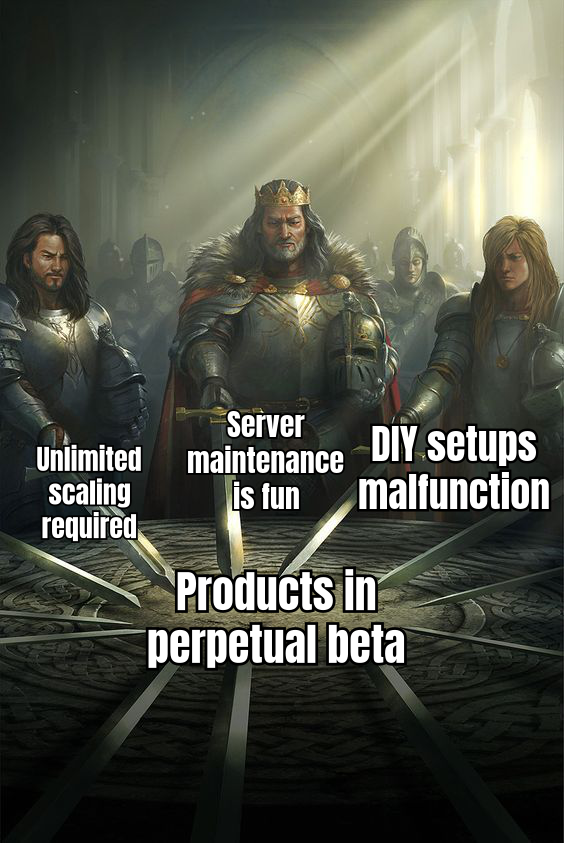 Unlimited
scaling
required
Server
maintenance
is fun
DIY setups
malfunction
Products in
perpetual beta